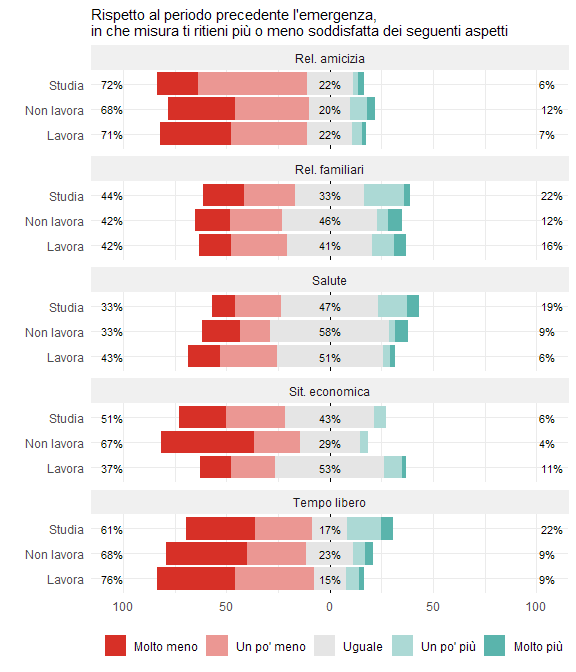 Rispetto al periodo precedente l'emergenza,
in che misura ti ritieni più o meno soddisfatta dei seguenti aspetti
Rel. amicizia
Studia 72% 22% 6%
Non lavora 68% 20% 12%
Lavora 71% 22% 7%
Rel. familiari
Studia 44% 33% 22%
Non lavora 42% 46% 12%
Lavora 42% 41% 16%
Salute
Studia 33% 47% 19%
Non lavora 33% 58% 9%
Lavora 43% 51% 6%
Sit. economica
Studia 51% 43% 6%
Non lavora 67% 29% 4%
Lavora 37% 53% 11%
Tempo libero
Studia 61% 17% 22%
Non lavora 68% 23% 9%
Lavora 76% 15% 9%
100 50 0 50 100
Molto meno Un po' meno Uguale Un po' più Molto più